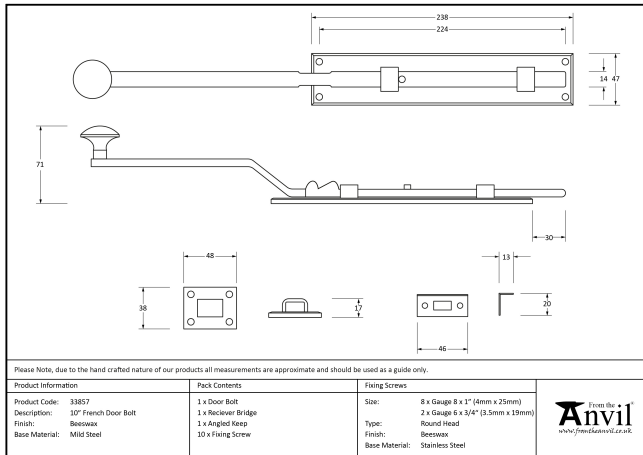 238
224
14
47
71
30
48
38
17
13
20
46
Please Note, due to the hand crafted nature of our products all measurements are approximate and should be used as a guide only.
Product Information
Product Code: 33857
Description: 10" French Door Bolt
Finish: Beeswax
Base Material: Mild Steel
Pack Contents
1 x Door Bolt
1 x Reciever Bridge
1 x Angled Keep
10 x Fixing Screw
Fixing Screws
Size: 8 x Gauge 8 x 1" (4mm x 25mm)
2 x Gauge 6 x 3/4" (3.5mm x 19mm)
Type: Round Head
Finish: Beeswax
Base Material: Stainless Steel
From the
Anvil®
www.fromtheanvil.co.uk